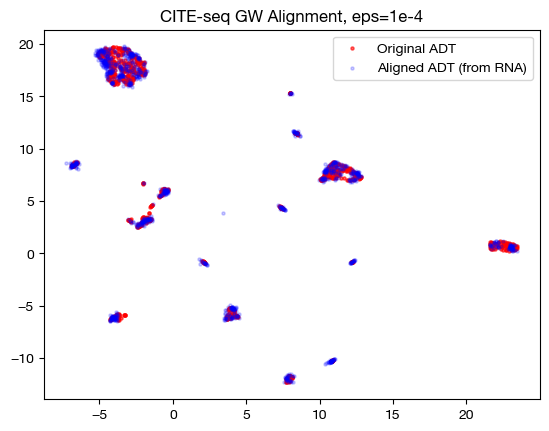 CITE-seq GW Alignment, eps=1e-4
Original ADT
Aligned ADT (from RNA)
20
15
10
5
0
−5
−10
−5 0 5 10 15 20